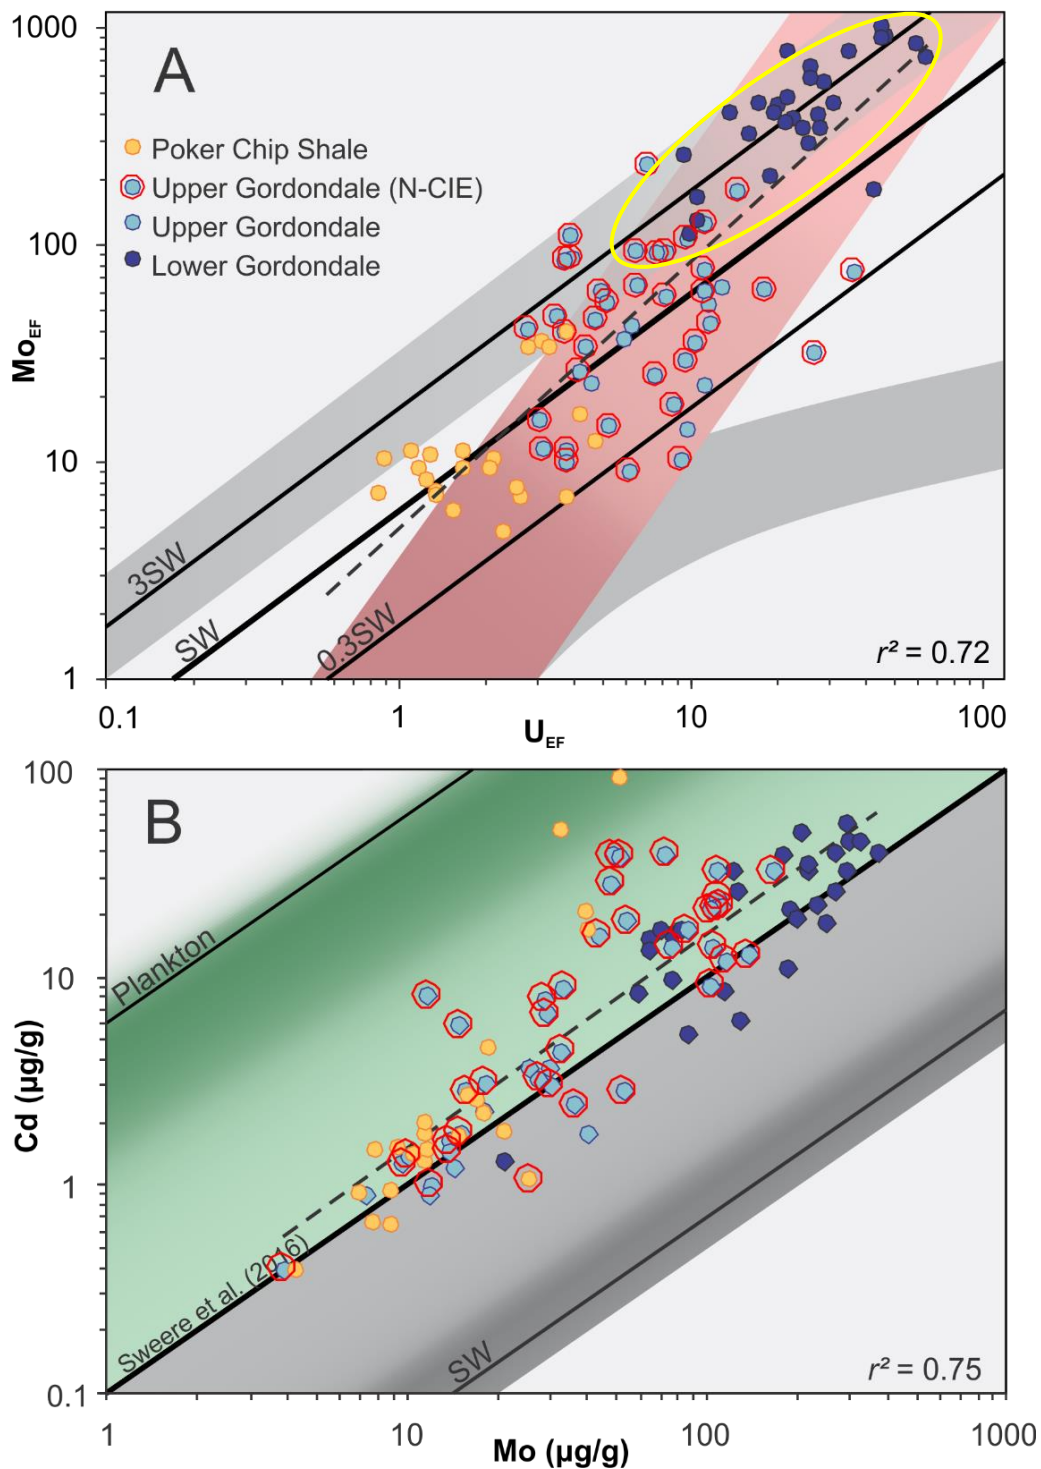 A
1000
100
10
1
Mo_EF
Poker Chip Shale
Upper Gordondale (N-CIE)
Upper Gordondale
Lower Gordondale
3SW
SW
0.3SW
r² = 0.72
0.1
1
10
100
U_EF
B
100
10
1
0.1
Cd (µg/g)
Plankton
Sweere et al. (2016)
SW
r² = 0.75
1
10
100
1000
Mo (µg/g)